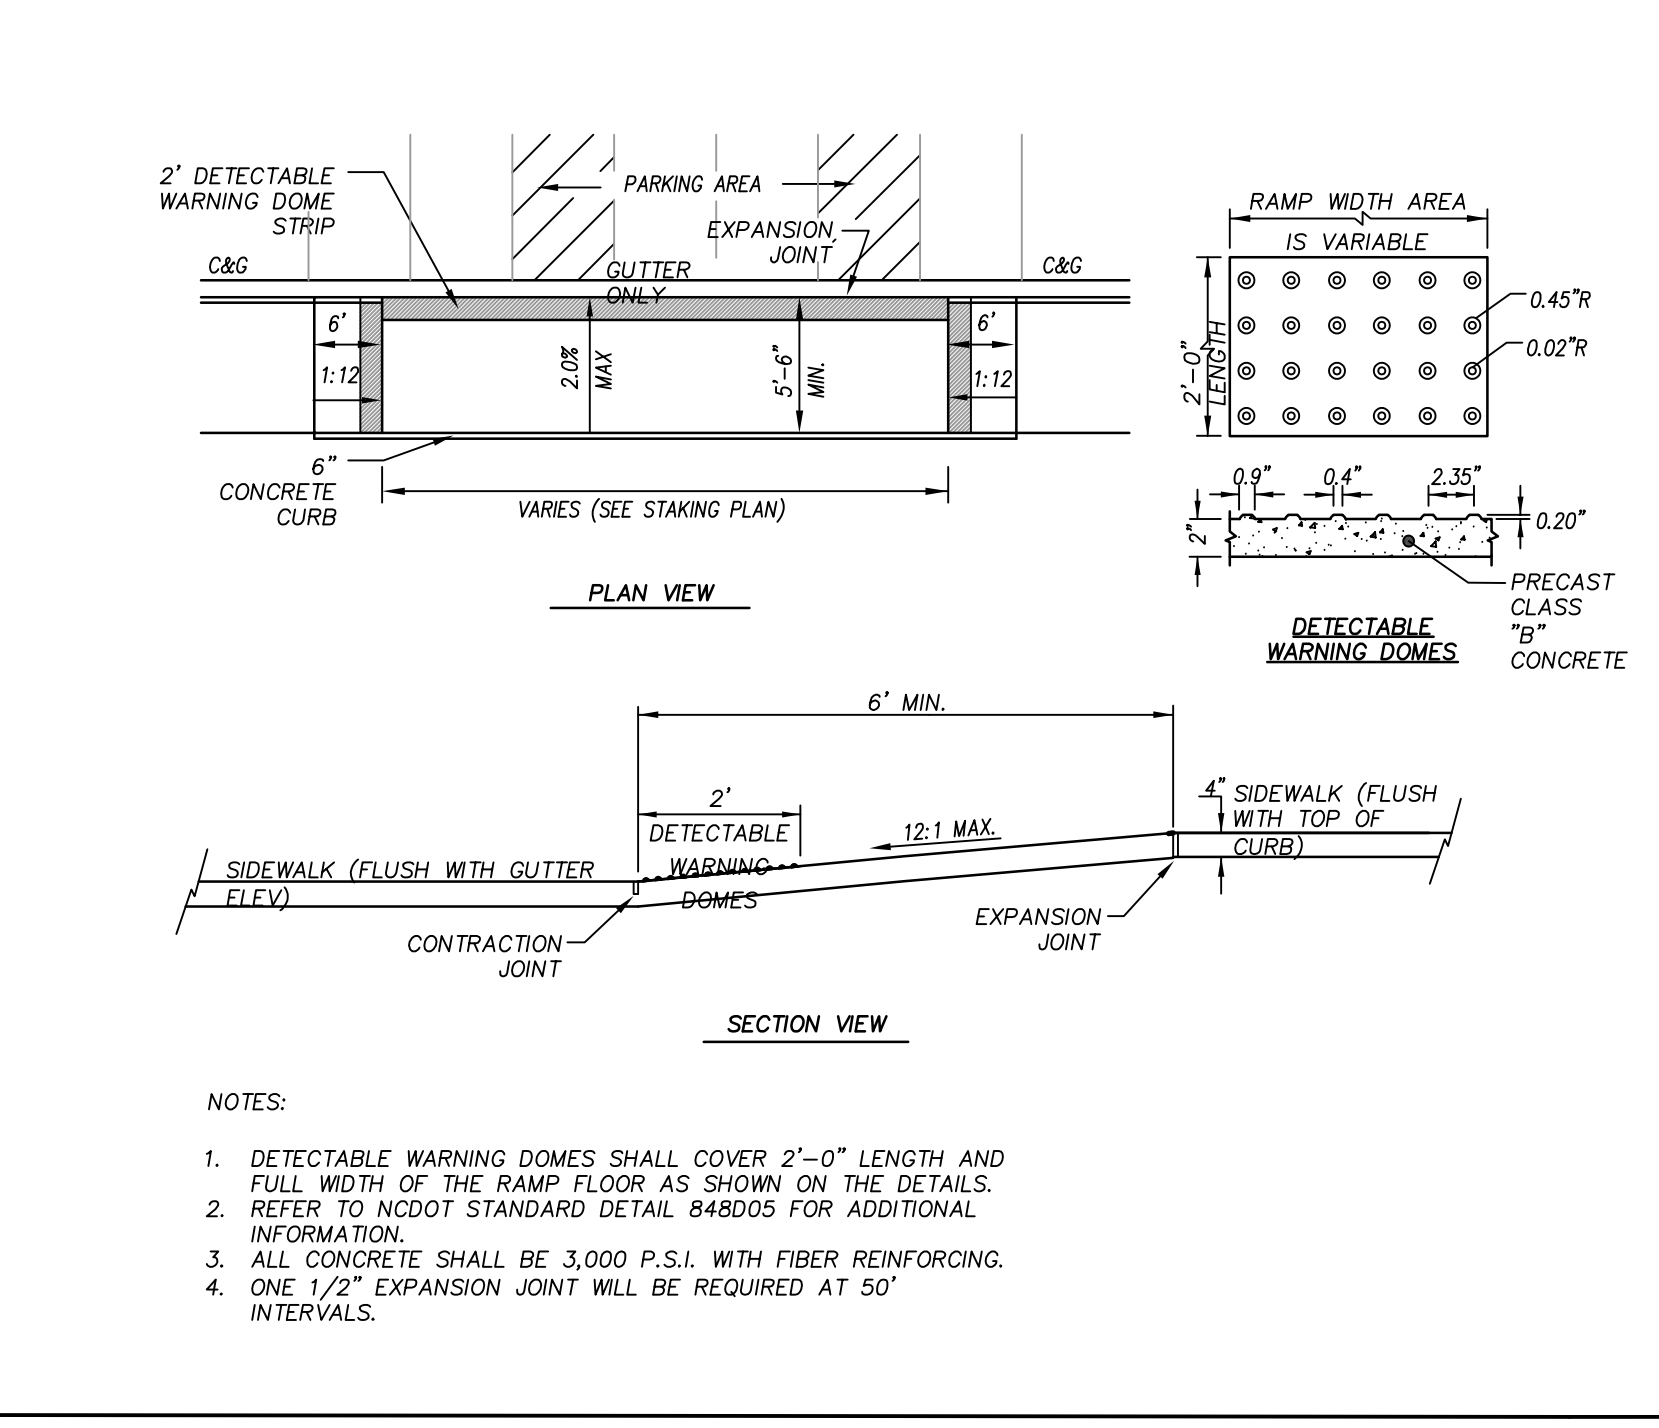 2' DETECTABLE
WARNING DOME
STRIP
PARKING AREA
EXPANSION
JOINT
C&G
GUTTER
ONLY
C&G
6'
1:12
2.0%
MAX
5'-6"
MIN.
6'
1:12
6"
CONCRETE
CURB
VARIES (SEE STAKING PLAN)
PLAN VIEW
RAMP WIDTH AREA
IS VARIABLE
2'-0"
LENGTH
0.45"R
0.02"R
0.9"
0.4"
2.35"
0.20"
2"
PRECAST
CLASS
"B"
CONCRETE
DETECTABLE
WARNING DOMES
6' MIN.
2'
DETECTABLE
WARNING
DOMES
12:1 MAX.
4"
SIDEWALK (FLUSH
WITH TOP OF
CURB)
SIDEWALK (FLUSH WITH GUTTER
ELEV)
CONTRACTION
JOINT
EXPANSION
JOINT
SECTION VIEW
NOTES:
1. DETECTABLE WARNING DOMES SHALL COVER 2'-0" LENGTH AND
FULL WIDTH OF THE RAMP FLOOR AS SHOWN ON THE DETAILS.
2. REFER TO NCDOT STANDARD DETAIL 848D05 FOR ADDITIONAL
INFORMATION.
3. ALL CONCRETE SHALL BE 3,000 P.S.I. WITH FIBER REINFORCING.
4. ONE 1/2" EXPANSION JOINT WILL BE REQUIRED AT 50'
INTERVALS.